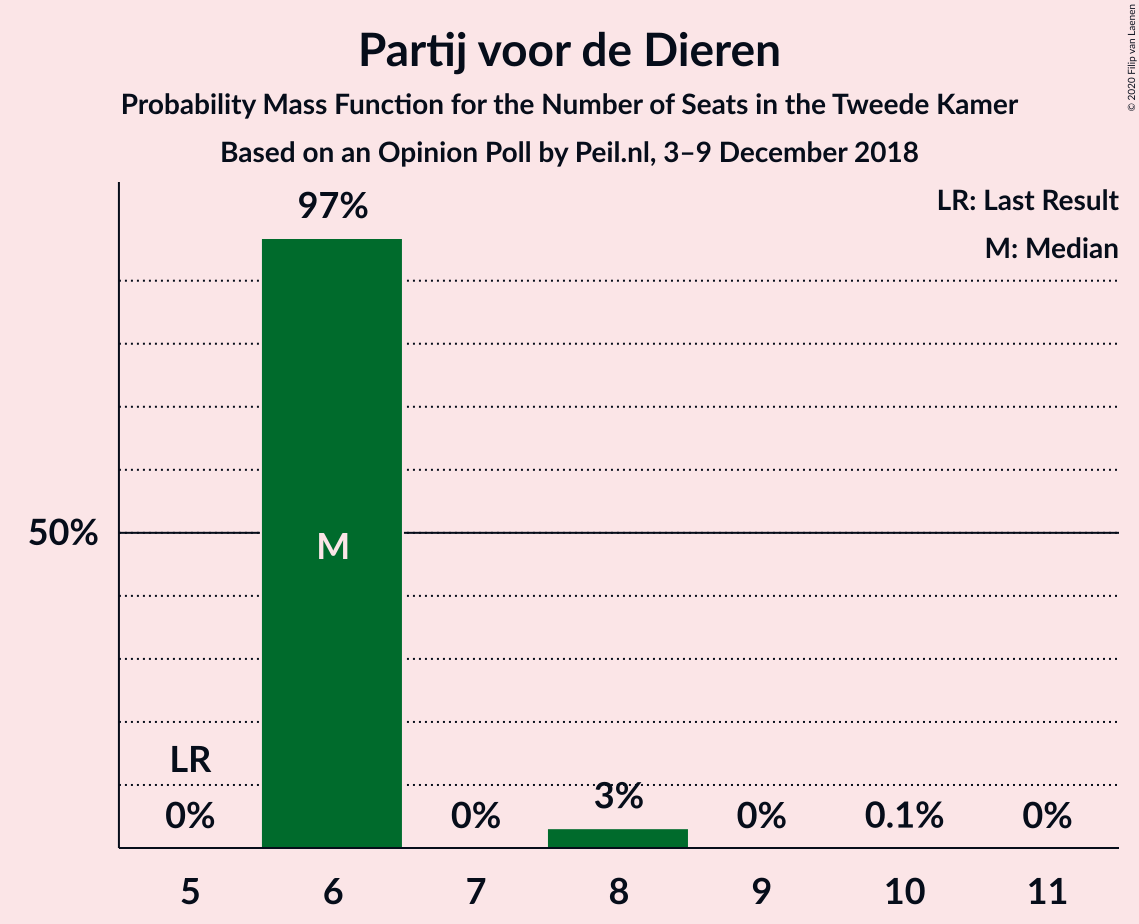 Partij voor de Dieren
Probability Mass Function for the Number of Seats in the Tweede Kamer
Based on an Opinion Poll by Peil.nl, 3–9 December 2018
© 2020 Filip van Laenen
LR: Last Result
M: Median
97%
50%
M
LR
0%
0%
3%
0%
0.1%
0%
5 6 7 8 9 10 11